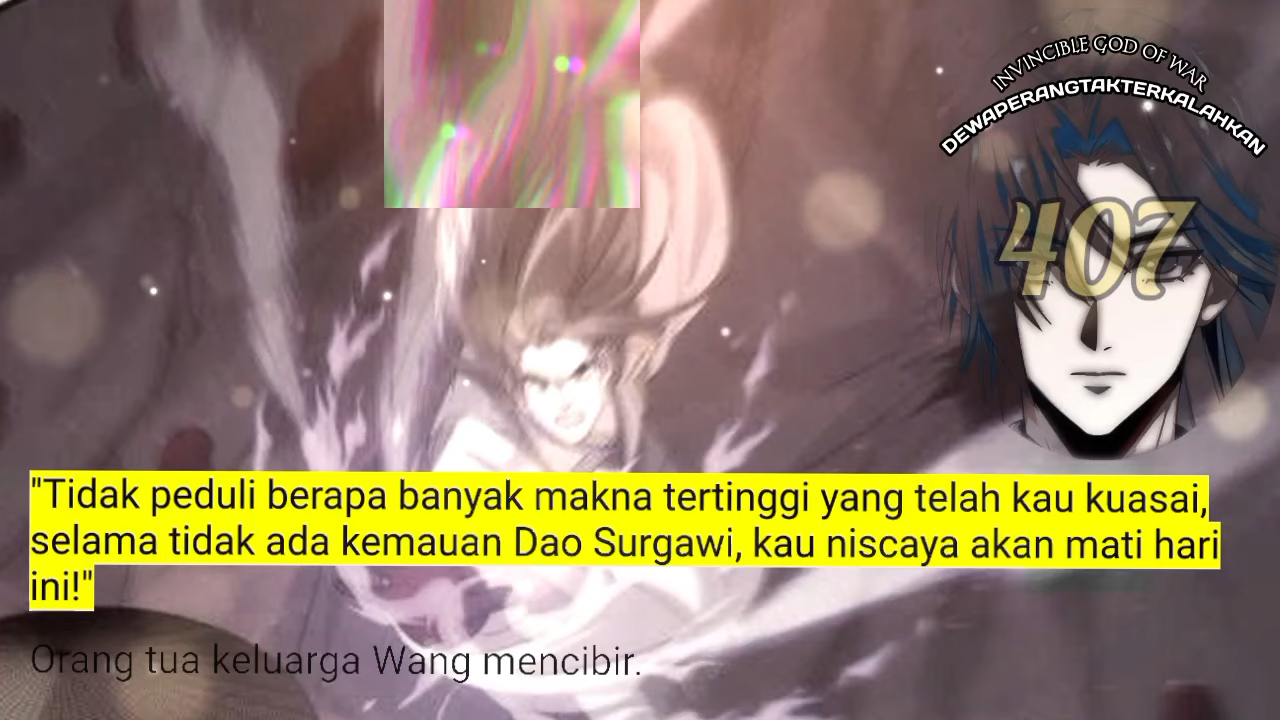 INVINCIBLE GOD OF WAR
DEWAPERANGTAKTERKALAHKAN
407
"Tidak peduli berapa banyak makna tertinggi yang telah kau kuasai,
selama tidak ada kemauan Dao Surgawi, kau niscaya akan mati hari
ini!"
Orang tua keluarga Wang mencibir.